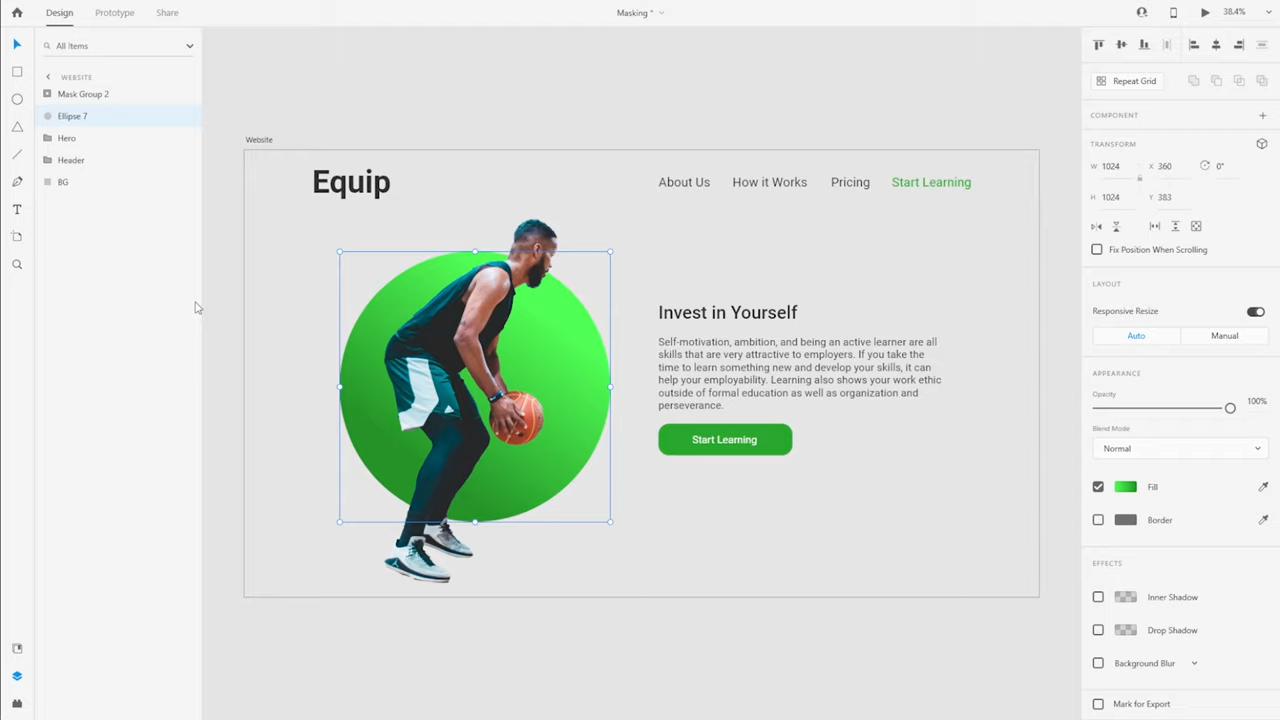 Design Prototype Share
Masking *
38.4%
All Items
WEBSITE
Mask Group 2
Ellipse 7
Hero
Header
BG
Website
Equip
About Us How it Works Pricing Start Learning
Invest in Yourself
Self-motivation, ambition, and being an active learner are all
skills that are very attractive to employers. If you take the
time to learn something new and develop your skills, it can
help your employability. Learning also shows your work ethic
outside of formal education as well as organization and
perseverance.
Start Learning
Repeat Grid
COMPONENT
TRANSFORM
W 1024 X 360 0°
H 1024 Y 383
Fix Position When Scrolling
LAYOUT
Responsive Resize
Auto Manual
APPEARANCE
Opacity
100%
Blend Mode
Normal
Fill
Border
EFFECTS
Inner Shadow
Drop Shadow
Background Blur
Mark for Export